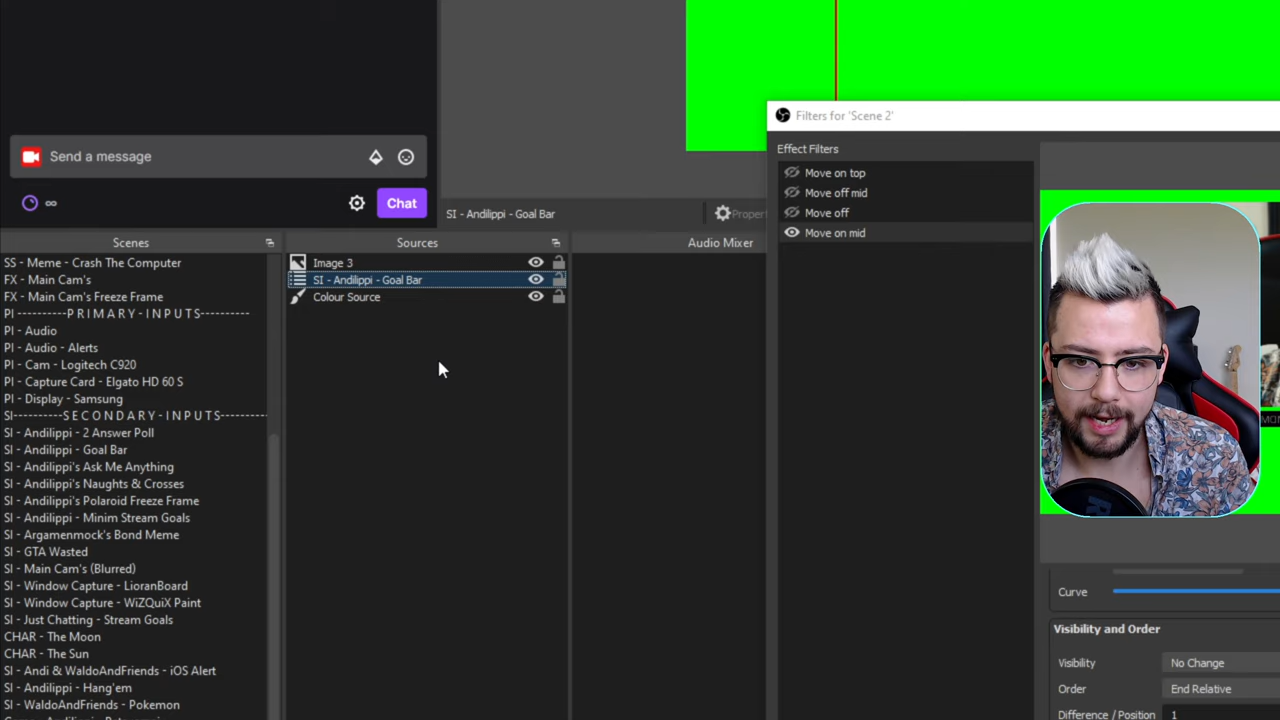 Send a message
∞
Chat
SI - Andilippi - Goal Bar
Filters for 'Scene 2'
Effect Filters
Move on top
Move off mid
Move off
Move on mid
Scenes
SS - Meme - Crash The Computer
FX - Main Cam's
FX - Main Cam's Freeze Frame
PI ----------P R I M A R Y - I N P U T S----------
PI - Audio
PI - Audio - Alerts
PI - Cam - Logitech C920
PI - Capture Card - Elgato HD 60 S
PI - Display - Samsung
SI----------S E C O N D A R Y - I N P U T S----------
SI - Andilippi - 2 Answer Poll
SI - Andilippi - Goal Bar
SI - Andilippi's Ask Me Anything
SI - Andilippi's Naughts & Crosses
SI - Andilippi's Polaroid Freeze Frame
SI - Andilippi - Minim Stream Goals
SI - Argamenmock's Bond Meme
SI - GTA Wasted
SI - Main Cam's (Blurred)
SI - Window Capture - LioranBoard
SI - Window Capture - WiZQuiX Paint
SI - Just Chatting - Stream Goals
CHAR - The Moon
CHAR - The Sun
SI - Andi & WaldoAndFriends - iOS Alert
SI - Andilippi - Hang'em
SI - WaldoAndFriends - Pokemon
Sources
Image 3
SI - Andilippi - Goal Bar
Colour Source
Audio Mixer
Curve
Visibility and Order
Visibility
No Change
Order
End Relative
Difference / Position
1